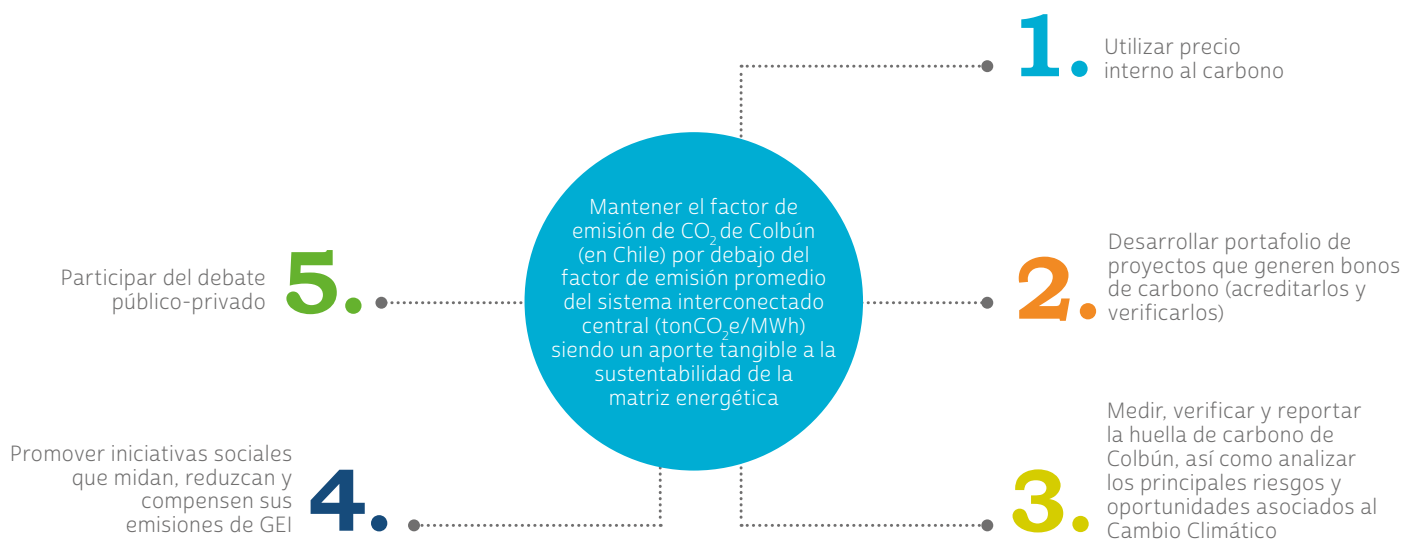 1.
Utilizar precio
interno al carbono
Mantener el factor de
emisión de CO₂ de Colbún
(en Chile) por debajo del
factor de emisión promedio
del sistema interconectado
central (tonCO₂e/MWh)
siendo un aporte tangible a la
sustentabilidad de la
matriz energética
2.
Desarrollar portafolio de
proyectos que generen bonos
de carbono (acreditarlos y
verificarlos)
3.
Medir, verificar y reportar
la huella de carbono de
Colbún, así como analizar
los principales riesgos y
oportunidades asociados al
Cambio Climático
4.
Promover iniciativas sociales
que midan, reduzcan y
compensen sus
emisiones de GEI
5.
Participar del debate
público-privado